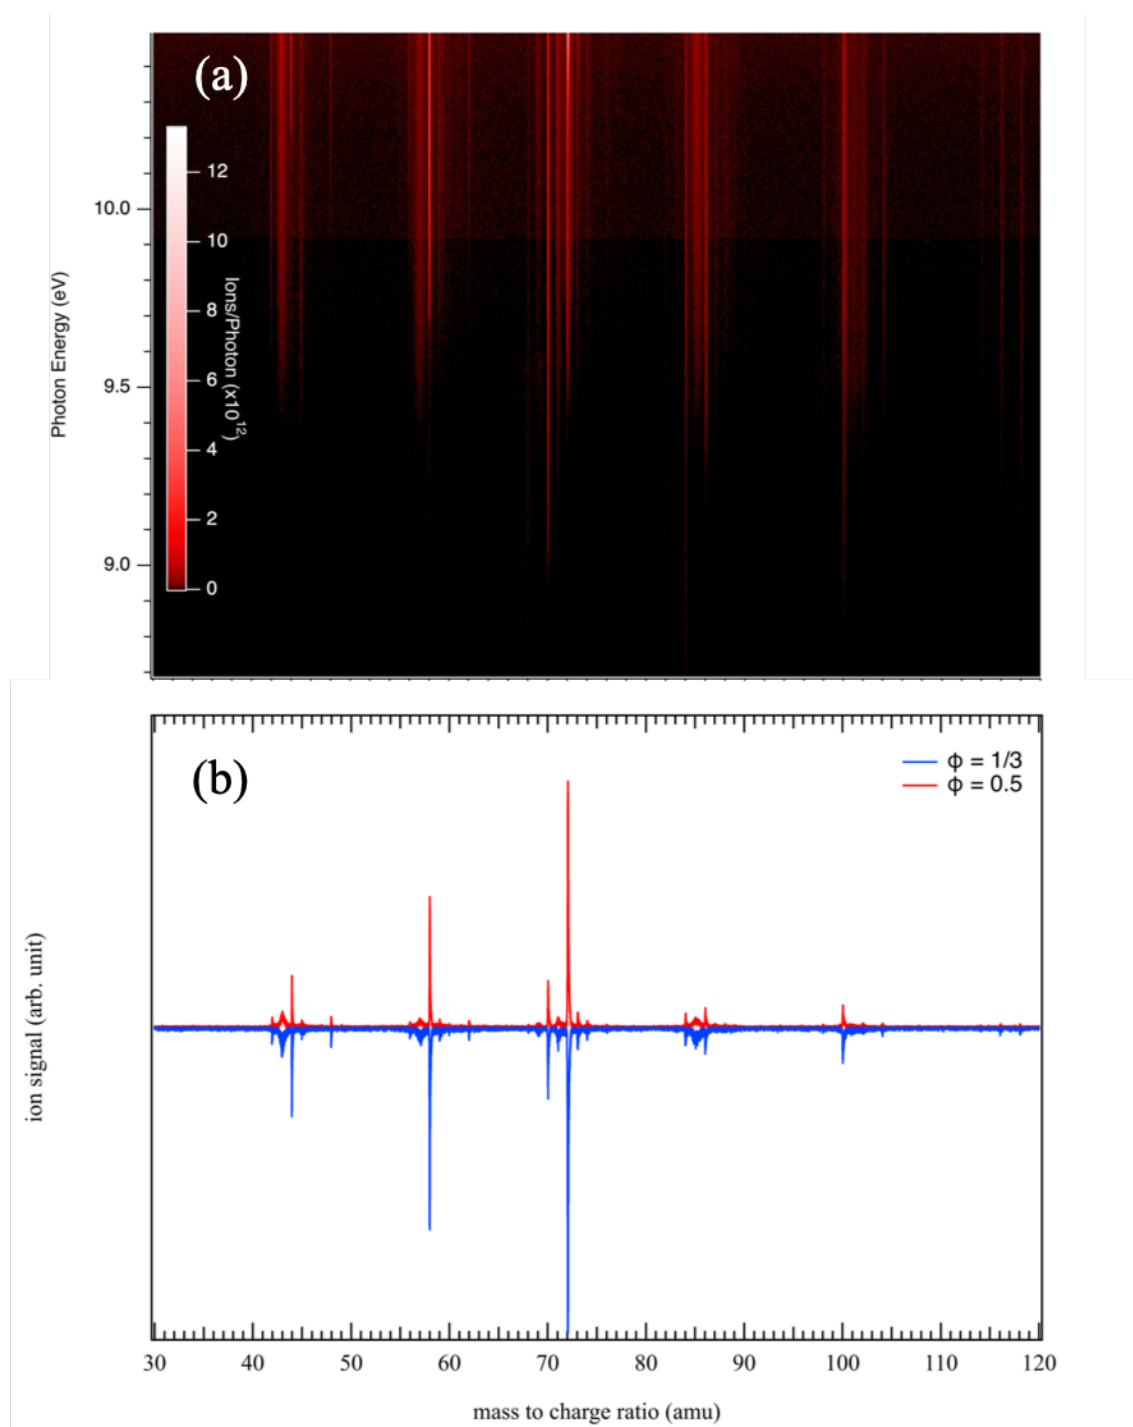 (a)
12
10
8
6
4
2
0
Ions/Photon (x10¹²)
10.0
9.5
9.0
Photon Energy (eV)
(b)
ϕ = 1/3
ϕ = 0.5
ion signal (arb. unit)
30 40 50 60 70 80 90 100 110 120
mass to charge ratio (amu)